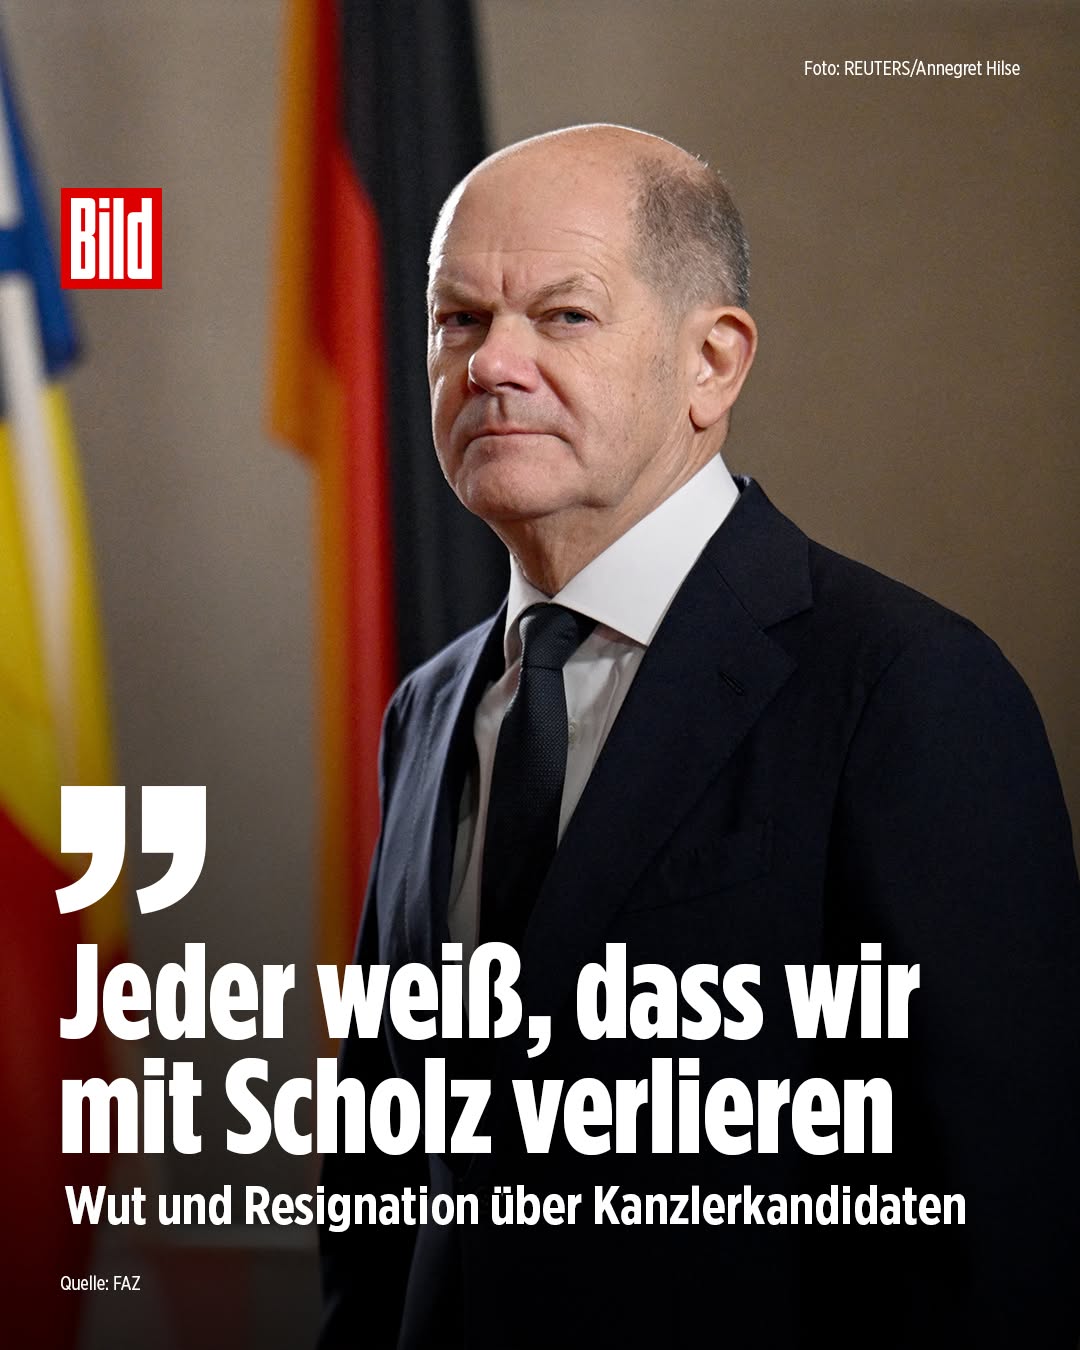 Foto: REUTERS/Annegret Hilse
Bild
”
Jeder weiß, dass wir
mit Scholz verlieren
Wut und Resignation über Kanzlerkandidaten
Quelle: FAZ